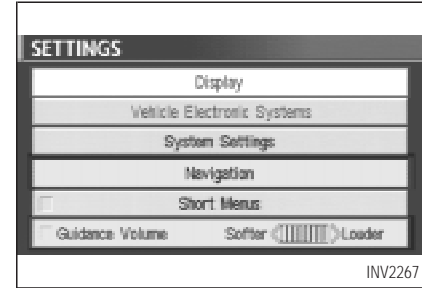 SETTINGS
Display
Vehicle Electronic Systems
System Settings
Navigation
Short Menus
Guidance Volume Softer Louder
INV2267